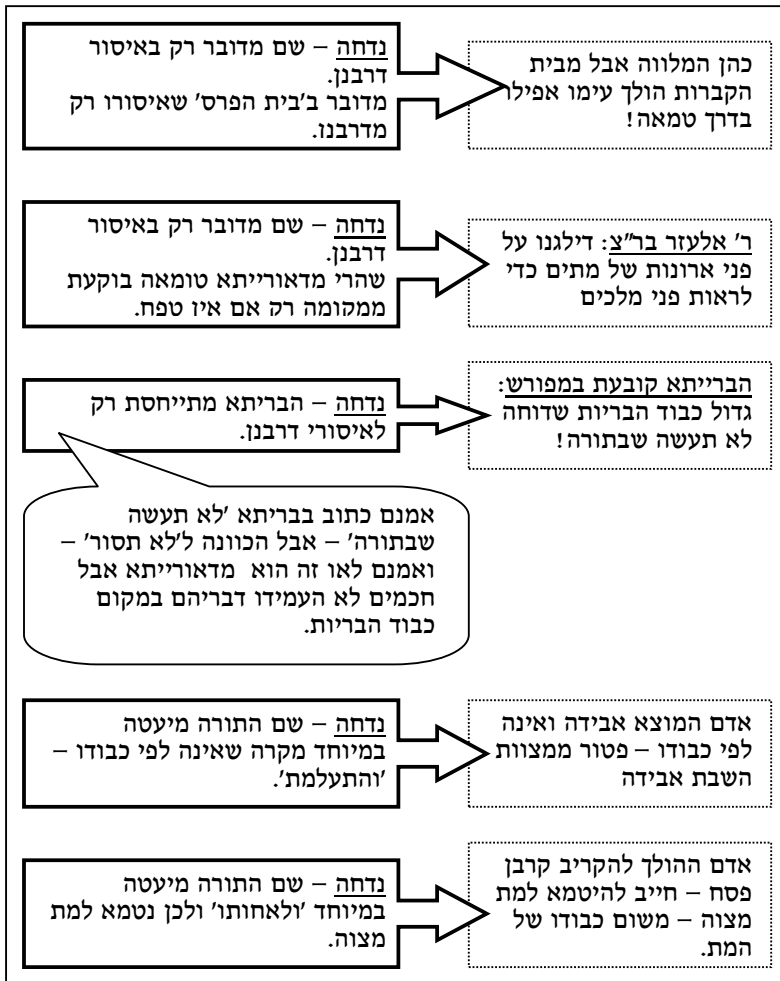 כהן המלווה אבל מבית
הקברות הולך עימו אפילו
בדרך טמאה!
נדחה – שם מדובר רק באיסור
דרבנן.
מדובר ב'בית הפרס' שאיסורו רק
מדרבנן.
ר' אלעזר בר"צ: דילגנו על
פני ארונות של מתים כדי
לראות פני מלכים
נדחה – שם מדובר רק באיסור
דרבנן.
שהרי מדאורייתא טומאה בוקעת
ממקומה רק אם אין טפח.
הברייתא קובעת במפורש:
גדול כבוד הבריות שדוחה
לא תעשה שבתורה!
נדחה – הבריתא מתייחסת רק
לאיסורי דרבנן.
אמנם כתוב בבריתא 'לא תעשה
שבתורה' – אבל הכוונה ל'לא תסור' –
ואמנם לאו זה הוא מדאורייתא אבל
חכמים לא העמידו דבריהם במקום
כבוד הבריות.
אדם המוצא אבידה ואינה
לפי כבודו – פטור ממצוות
השבת אבידה
נדחה – שם התורה מיעטה
במיוחד מקרה שאינה לפי כבודו –
'והתעלמת'.
אדם ההולך להקריב קרבן
פסח – חייב להיטמא למת
מצוה – משום כבודו של
המת.
נדחה – שם התורה מיעטה
במיוחד 'ולאחותו' ולכן נטמא למת
מצוה.